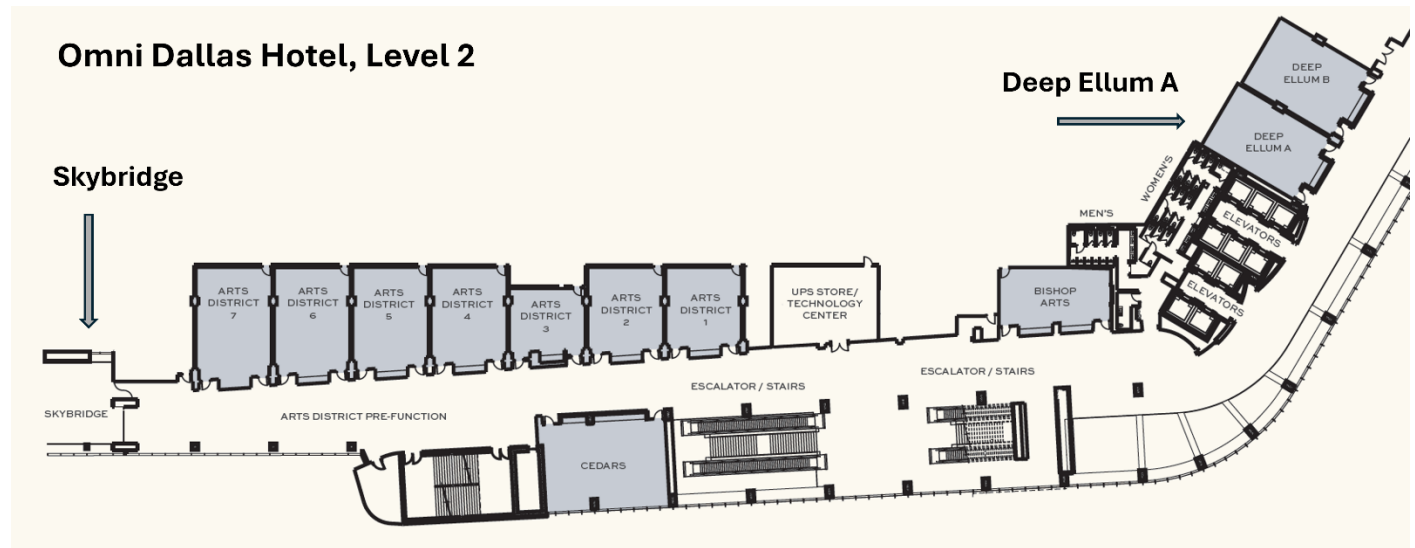 Omni Dallas Hotel, Level 2
Deep Ellum A
Skybridge
DEEP
ELLUM B
DEEP
ELLUM A
WOMEN'S
MEN'S
ELEVATORS
ELEVATORS
ARTS
DISTRICT
7
ARTS
DISTRICT
6
ARTS
DISTRICT
5
ARTS
DISTRICT
4
ARTS
DISTRICT
3
ARTS
DISTRICT
2
ARTS
DISTRICT
1
UPS STORE/
TECHNOLOGY
CENTER
BISHOP
ARTS
SKYBRIDGE
ARTS DISTRICT PRE-FUNCTION
ESCALATOR / STAIRS
ESCALATOR / STAIRS
CEDARS